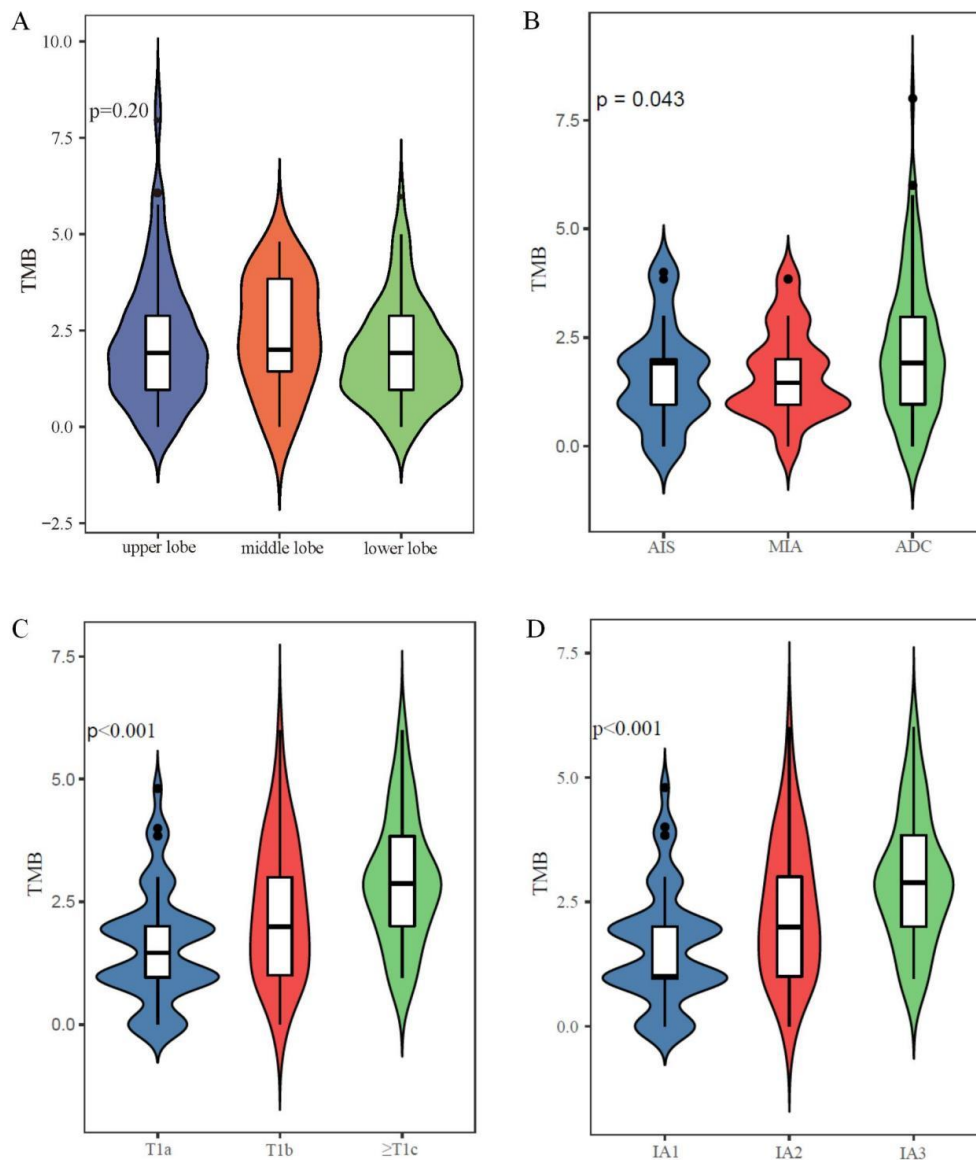 A
10.0
p=0.20
7.5
5.0
TMB
2.5
0.0
−2.5
upper lobe middle lobe lower lobe
B
p = 0.043
7.5
5.0
TMB
2.5
0.0
AIS MIA ADC
C
7.5
p<0.001
5.0
TMB
2.5
0.0
T1a T1b ≥T1c
D
7.5
p<0.001
5.0
TMB
2.5
0.0
IA1 IA2 IA3